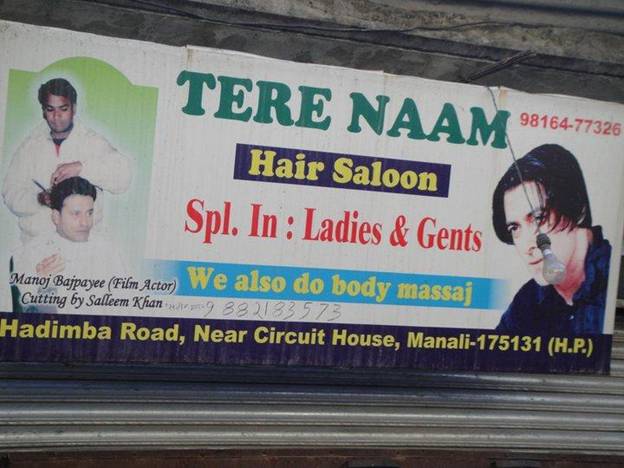 TERE NAAM
98164-77326
Hair Saloon
Spl. In : Ladies & Gents
We also do body massaj
Manoj Bajpayee (Film Actor)
Cutting by Salleem Khan
9882183573
Hadimba Road, Near Circuit House, Manali-175131 (H.P.)